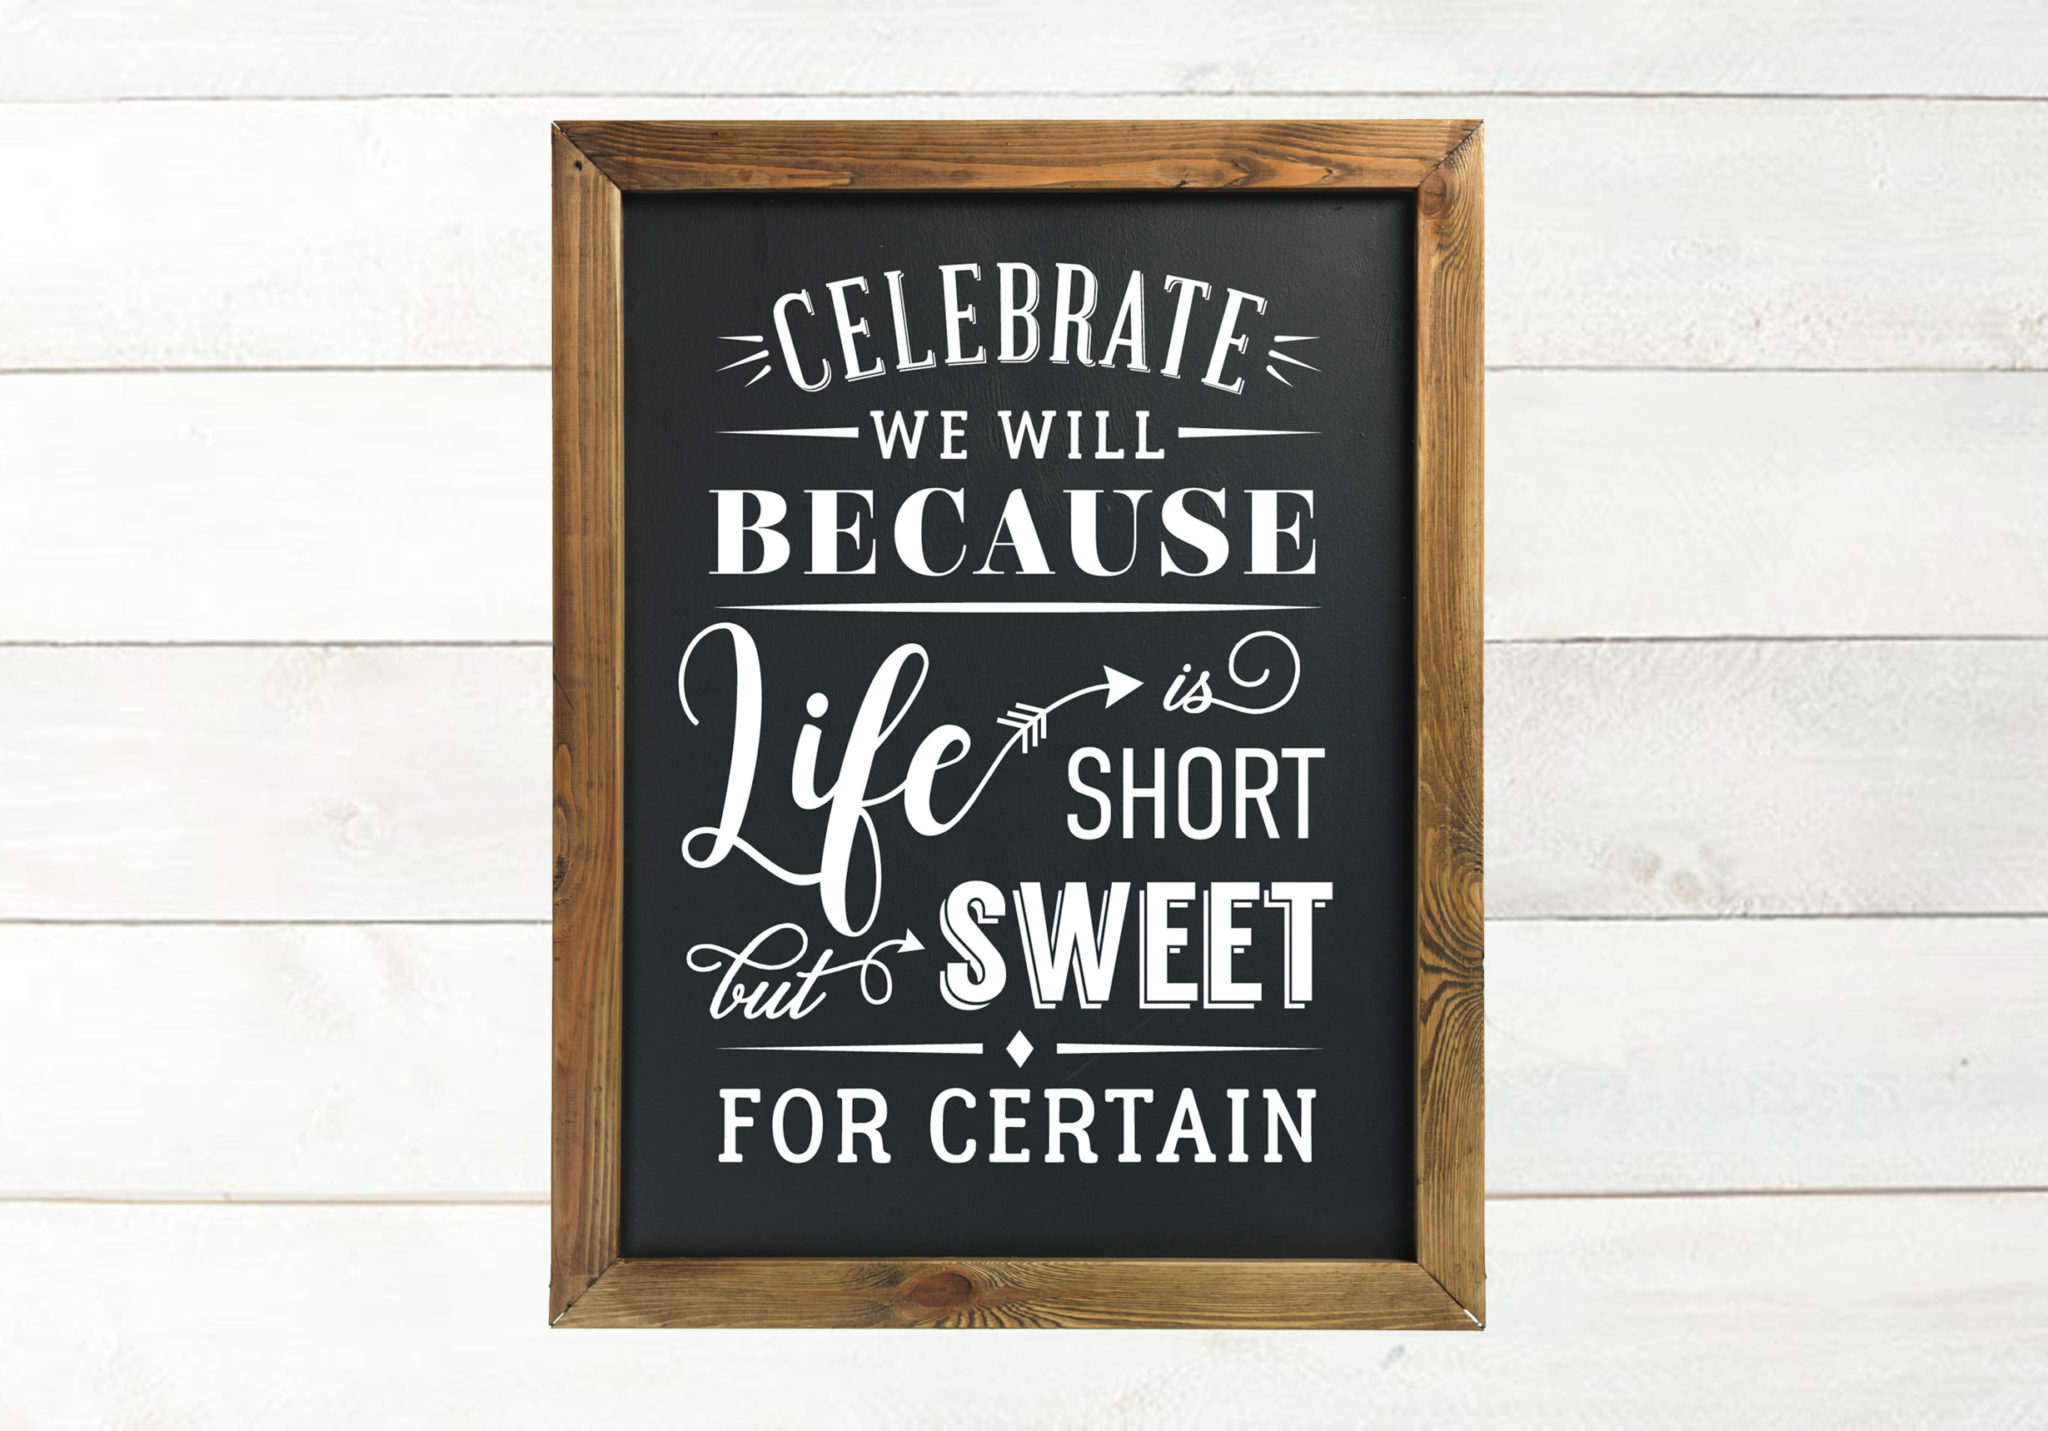 CELEBRATE
WE WILL
BECAUSE
Life is
SHORT
but SWEET
FOR CERTAIN